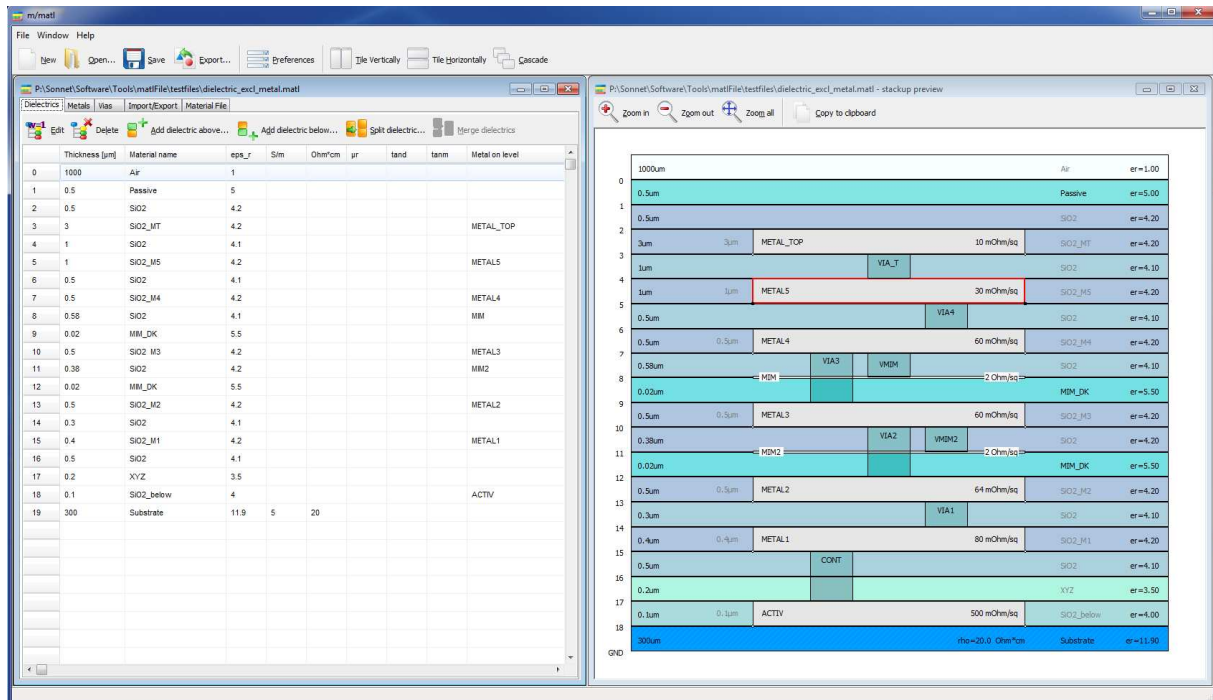 m/matl
File Window Help
New Open... Save Export... Preferences Tile Vertically Tile Horizontally Cascade
P:\Sonnet\Software\Tools\matlFile\testfiles\dielectric_excl_metal.matl
Dielectrics Metals Vias Import/Export Material File
w=1 Edit Delete Add dielectric above... Add dielectric below... Split dielectric... Merge dielectrics
Thickness [µm] Material name eps_r S/m Ohm*cm µr tand tanm Metal on level
0 1000 Air 1
1 0.5 Passive 5
2 0.5 SiO2 4.2
3 3 SiO2_MT 4.2 METAL_TOP
4 1 SiO2 4.1
5 1 SiO2_M5 4.2 METAL5
6 0.5 SiO2 4.1
7 0.5 SiO2_M4 4.2 METAL4
8 0.58 SiO2 4.1 MIM
9 0.02 MIM_DK 5.5
10 0.5 SiO2 M3 4.2 METAL3
11 0.38 SiO2 4.2 MIM2
12 0.02 MIM_DK 5.5
13 0.5 SiO2_M2 4.2 METAL2
14 0.3 SiO2 4.1
15 0.4 SiO2_M1 4.2 METAL1
16 0.5 SiO2 4.1
17 0.2 XYZ 3.5
18 0.1 SiO2_below 4 ACTIV
19 300 Substrate 11.9 5 20
P:\Sonnet\Software\Tools\matlFile\testfiles\dielectric_excl_metal.matl - stackup preview
Zoom in Zoom out Zoom all Copy to clipboard
1000um Air er=1.00
0
0.5um Passive er=5.00
1
0.5um SiO2 er=4.20
2
3um 3µm METAL_TOP 10 mOhm/sq SiO2_MT er=4.20
3
1um VIA_T SiO2 er=4.10
4
1um 1µm METAL5 30 mOhm/sq SiO2_M5 er=4.20
5
0.5um VIA4 SiO2 er=4.10
6
0.5um 0.5µm METAL4 60 mOhm/sq SiO2_M4 er=4.20
7
0.58um VIA3 VMIM SiO2 er=4.10
8 MIM 2 Ohm/sq
0.02um MIM_DK er=5.50
9
0.5um 0.5µm METAL3 60 mOhm/sq SiO2_M3 er=4.20
10
0.38um VIA2 VMIM2 SiO2 er=4.20
11 MIM2 2 Ohm/sq
0.02um MIM_DK er=5.50
12
0.5um 0.5µm METAL2 64 mOhm/sq SiO2_M2 er=4.20
13
0.3um VIA1 SiO2 er=4.10
14
0.4um 0.4µm METAL1 80 mOhm/sq SiO2_M1 er=4.20
15
0.5um CONT SiO2 er=4.10
16
0.2um XYZ er=3.50
17
0.1um 0.1µm ACTIV 500 mOhm/sq SiO2_below er=4.00
18
300um rho=20.0 Ohm*cm Substrate er=11.90
GND